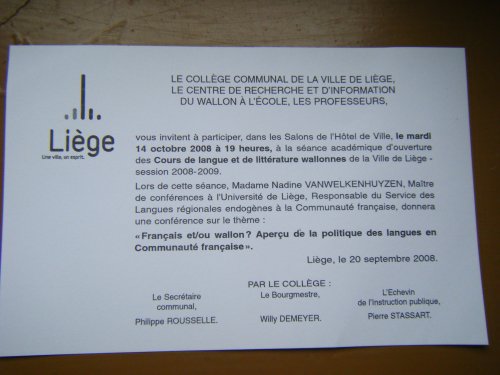 LE COLLÈGE COMMUNAL DE LA VILLE DE LIÈGE,
LE CENTRE DE RECHERCHE ET D'INFORMATION
DU WALLON À L'ÉCOLE, LES PROFESSEURS,
Liège
Une ville, un esprit.
vous invitent à participer, dans les Salons de l'Hôtel de Ville, le mardi
14 octobre 2008 à 19 heures, à la séance académique d'ouverture
des Cours de langue et de littérature wallonnes de la Ville de Liège -
session 2008-2009.
Lors de cette séance, Madame Nadine VANWELKENHUYZEN, Maître
de conférences à l'Université de Liège, Responsable du Service des
Langues régionales endogènes à la Communauté française, donnera
une conférence sur le thème :
« Français et/ou wallon ? Aperçu de la politique des langues en
Communauté française ».
Liège, le 20 septembre 2008.
PAR LE COLLÈGE :
Le Secrétaire
communal,
Philippe ROUSSELLE.
Le Bourgmestre,
Willy DEMEYER.
L'Echevin
de l'Instruction publique,
Pierre STASSART.